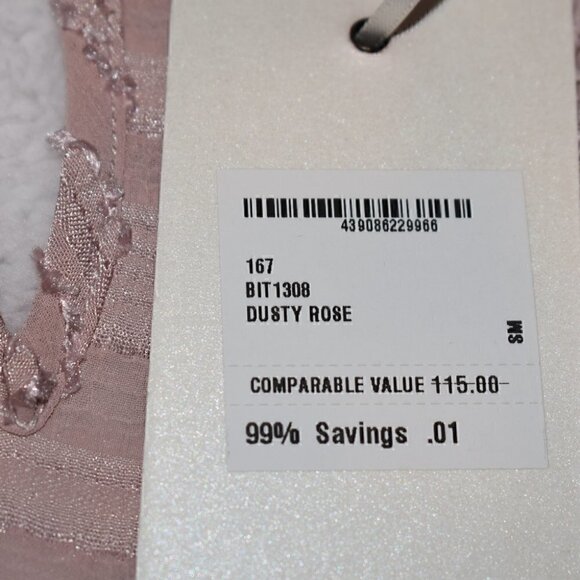 439086229966
167
BIT1308
DUSTY ROSE
SM
COMPARABLE VALUE 115.00
99% Savings .01